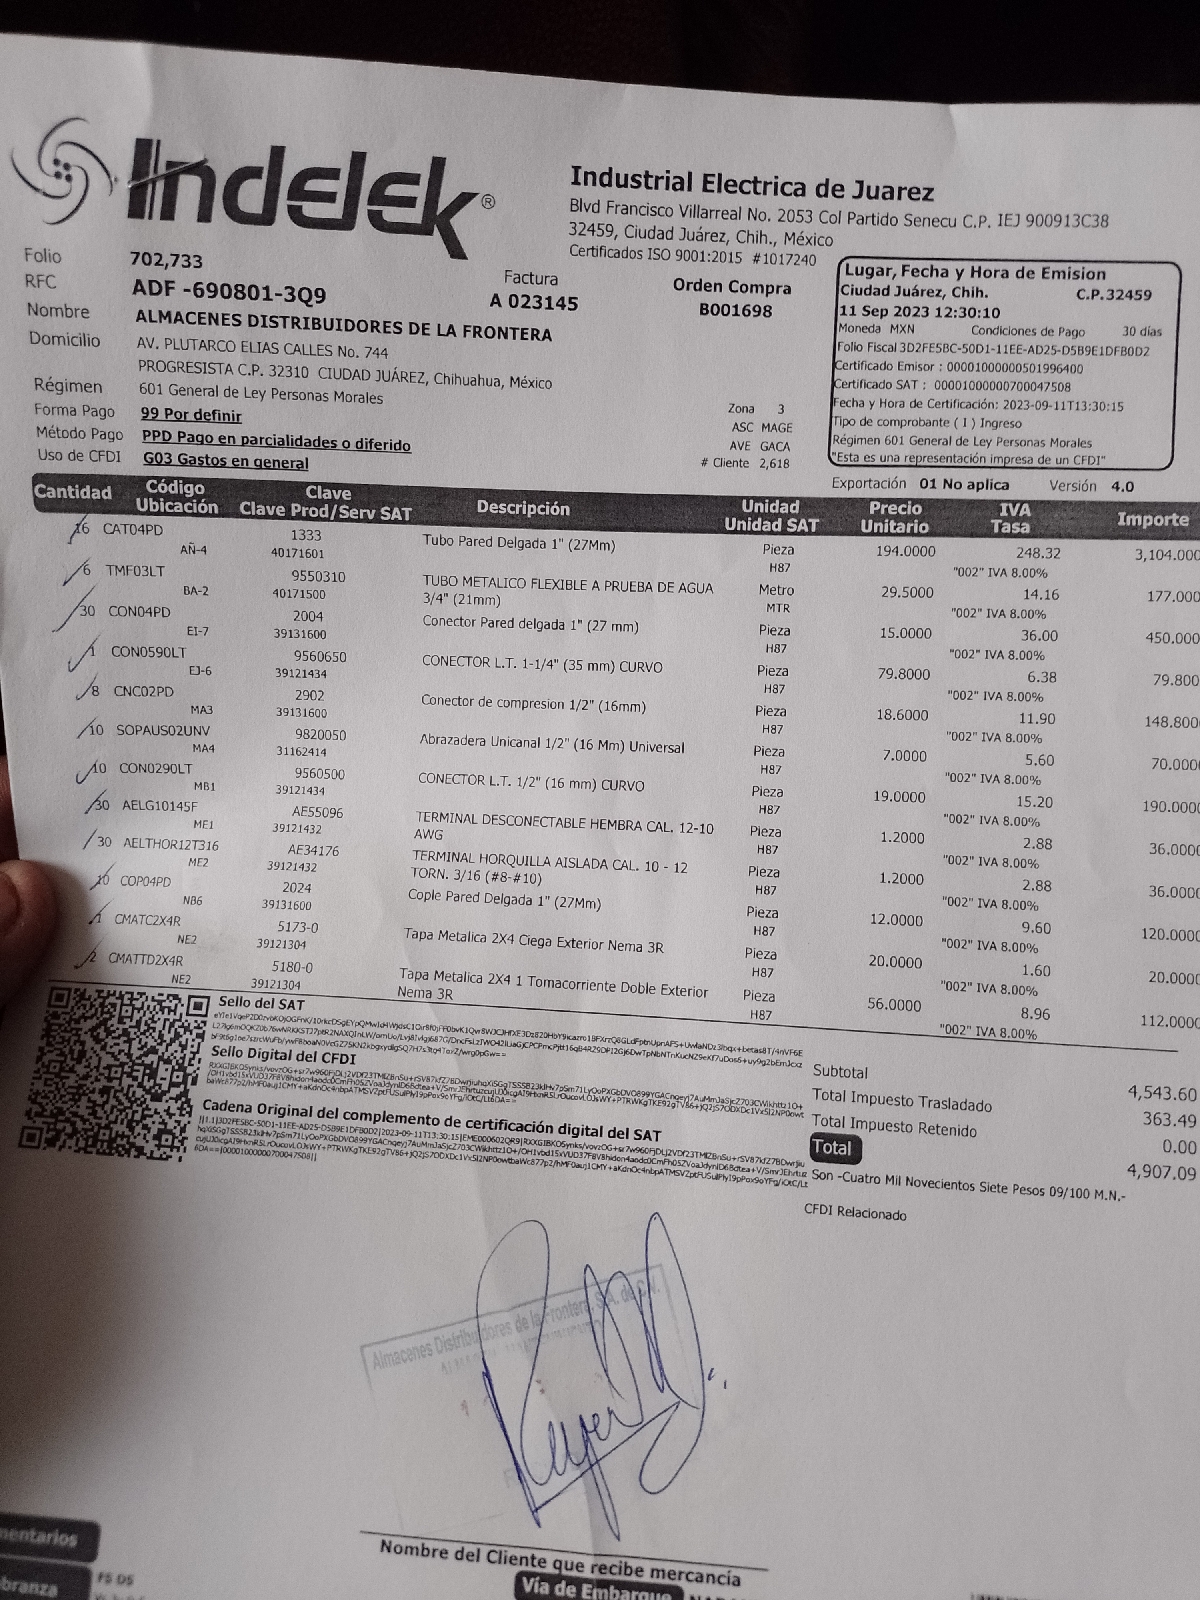 Indelek®
Industrial Electrica de Juarez
Blvd Francisco Villarreal No. 2053 Col Partido Senecu C.P. IEJ 900913C38
32459, Ciudad Juárez, Chih., México
Certificados ISO 9001:2015 #1017240
Folio 702,733
RFC ADF -690801-3Q9
Factura
A 023145
Orden Compra
B001698
Nombre ALMACENES DISTRIBUIDORES DE LA FRONTERA
Domicilio AV. PLUTARCO ELIAS CALLES No. 744
PROGRESISTA C.P. 32310 CIUDAD JUÁREZ, Chihuahua, México
Régimen 601 General de Ley Personas Morales
Forma Pago 99 Por definir
Método Pago PPD Pago en parcialidades o diferido
Uso de CFDI G03 Gastos en general
Zona 3
ASC MAGE
AVE GACA
# Cliente 2,618
Lugar, Fecha y Hora de Emision
Ciudad Juárez, Chih. C.P.32459
11 Sep 2023 12:30:10
Moneda MXN Condiciones de Pago 30 días
Folio Fiscal 3D2FE5BC-50D1-11EE-AD25-D5B9E1DFB0D2
Certificado Emisor : 00001000000501996400
Certificado SAT : 00001000000700047508
Fecha y Hora de Certificación: 2023-09-11T13:30:15
Tipo de comprobante ( I ) Ingreso
Régimen 601 General de Ley Personas Morales
"Esta es una representación impresa de un CFDI"
Exportación 01 No aplica Versión 4.0
Cantidad Código Clave Descripción Unidad Precio IVA Importe
Ubicación Clave Prod/Serv SAT Unidad SAT Unitario Tasa
16 CAT04PD 1333 Tubo Pared Delgada 1" (27Mm) Pieza 194.0000 248.32 3,104.000
AÑ-4 40171601 H87 "002" IVA 8.00%
6 TMF03LT 9550310 TUBO METALICO FLEXIBLE A PRUEBA DE AGUA Metro 29.5000 14.16 177.000
BA-2 40171500 3/4" (21mm) MTR "002" IVA 8.00%
30 CON04PD 2004 Conector Pared delgada 1" (27 mm) Pieza 15.0000 36.00 450.000
EI-7 39131600 H87 "002" IVA 8.00%
1 CON0590LT 9560650 CONECTOR L.T. 1-1/4" (35 mm) CURVO Pieza 79.8000 6.38 79.800
EJ-6 39121434 H87 "002" IVA 8.00%
8 CNC02PD 2902 Conector de compresion 1/2" (16mm) Pieza 18.6000 11.90 148.800
MA3 39131600 H87 "002" IVA 8.00%
10 SOPAUS02UNV 9820050 Abrazadera Unicanal 1/2" (16 Mm) Universal Pieza 7.0000 5.60 70.000
MA4 31162414 H87 "002" IVA 8.00%
10 CON0290LT 9560500 CONECTOR L.T. 1/2" (16 mm) CURVO Pieza 19.0000 15.20 190.000
MB1 39121434 H87 "002" IVA 8.00%
30 AELG10145F AE55096 TERMINAL DESCONECTABLE HEMBRA CAL. 12-10 Pieza 1.2000 2.88 36.000
ME1 39121432 AWG H87 "002" IVA 8.00%
30 AELTHOR12T316 AE34176 TERMINAL HORQUILLA AISLADA CAL. 10 - 12 Pieza 1.2000 2.88 36.000
ME2 39121432 TORN. 3/16 (#8-#10) H87 "002" IVA 8.00%
10 COP04PD 2024 Cople Pared Delgada 1" (27Mm) Pieza 12.0000 9.60 120.000
NB6 39131600 H87 "002" IVA 8.00%
1 CMATC2X4R 5173-0 Tapa Metalica 2X4 Ciega Exterior Nema 3R Pieza 20.0000 1.60 20.000
NE2 39121304 H87 "002" IVA 8.00%
2 CMATTD2X4R 5180-0 Tapa Metalica 2X4 1 Tomacorriente Doble Exterior Pieza 56.0000 8.96 112.000
NE2 39121304 Nema 3R H87 "002" IVA 8.00%
Sello del SAT
Sello Digital del CFDI
Cadena Original del complemento de certificación digital del SAT
Subtotal 4,543.60
Total Impuesto Trasladado 363.49
Total Impuesto Retenido 0.00
Total 4,907.09
Son -Cuatro Mil Novecientos Siete Pesos 09/100 M.N.-
CFDI Relacionado
Almacenes Distribuidores de la Frontera, S.A. de C.V.
Nombre del Cliente que recibe mercancía
Vía de Embarque
mentarios
branza